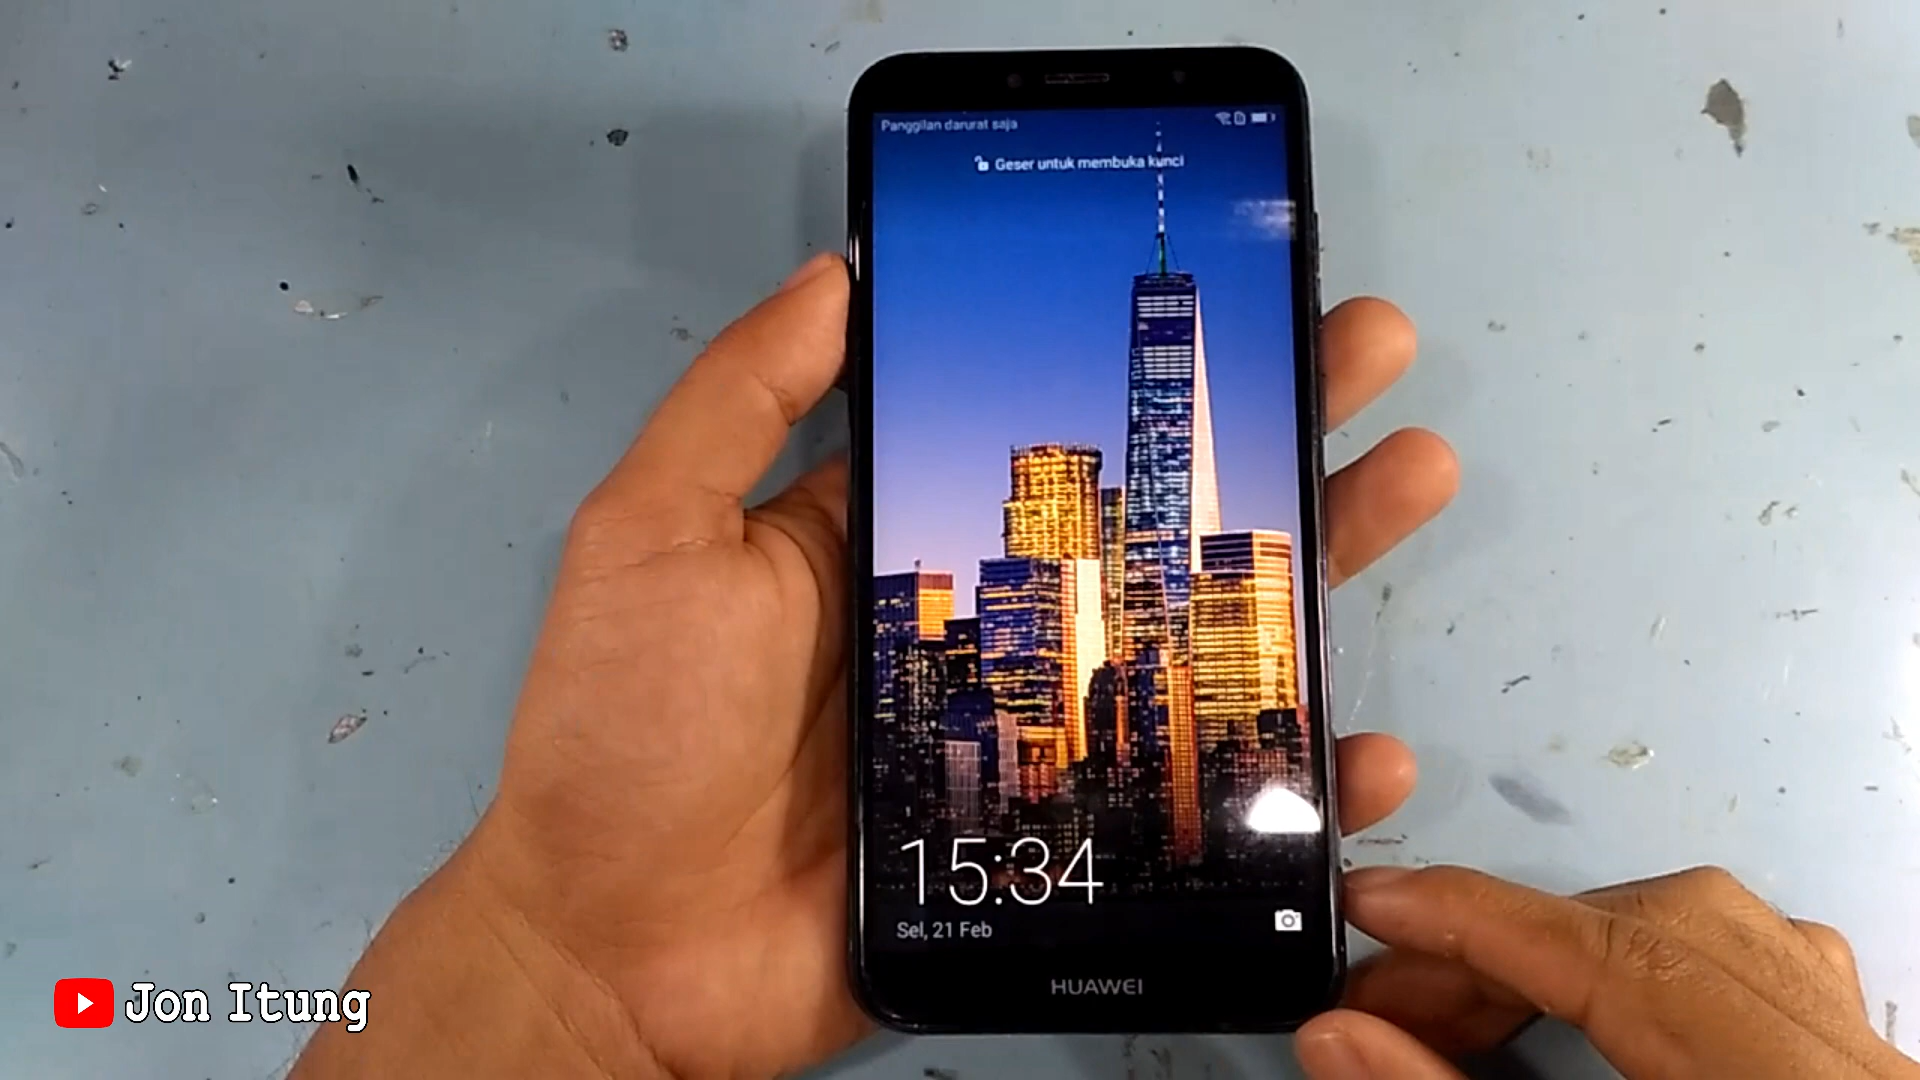 Panggilan darurat saja
Geser untuk membuka kunci
15:34
Sel, 21 Feb
HUAWEI
Jon Itung